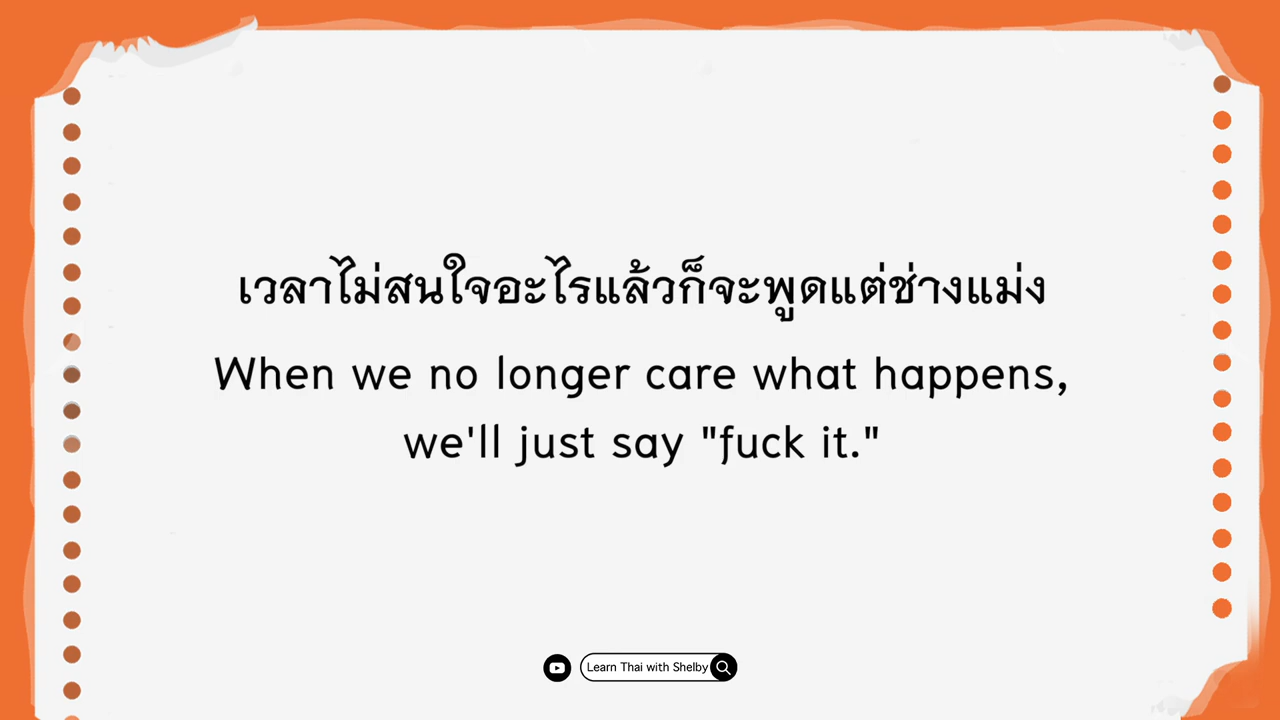 เวลาไม่สนใจอะไรแล้วก็จะพูดแต่ช่างแม่ง
When we no longer care what happens,
we'll just say "fuck it."
Learn Thai with Shelby